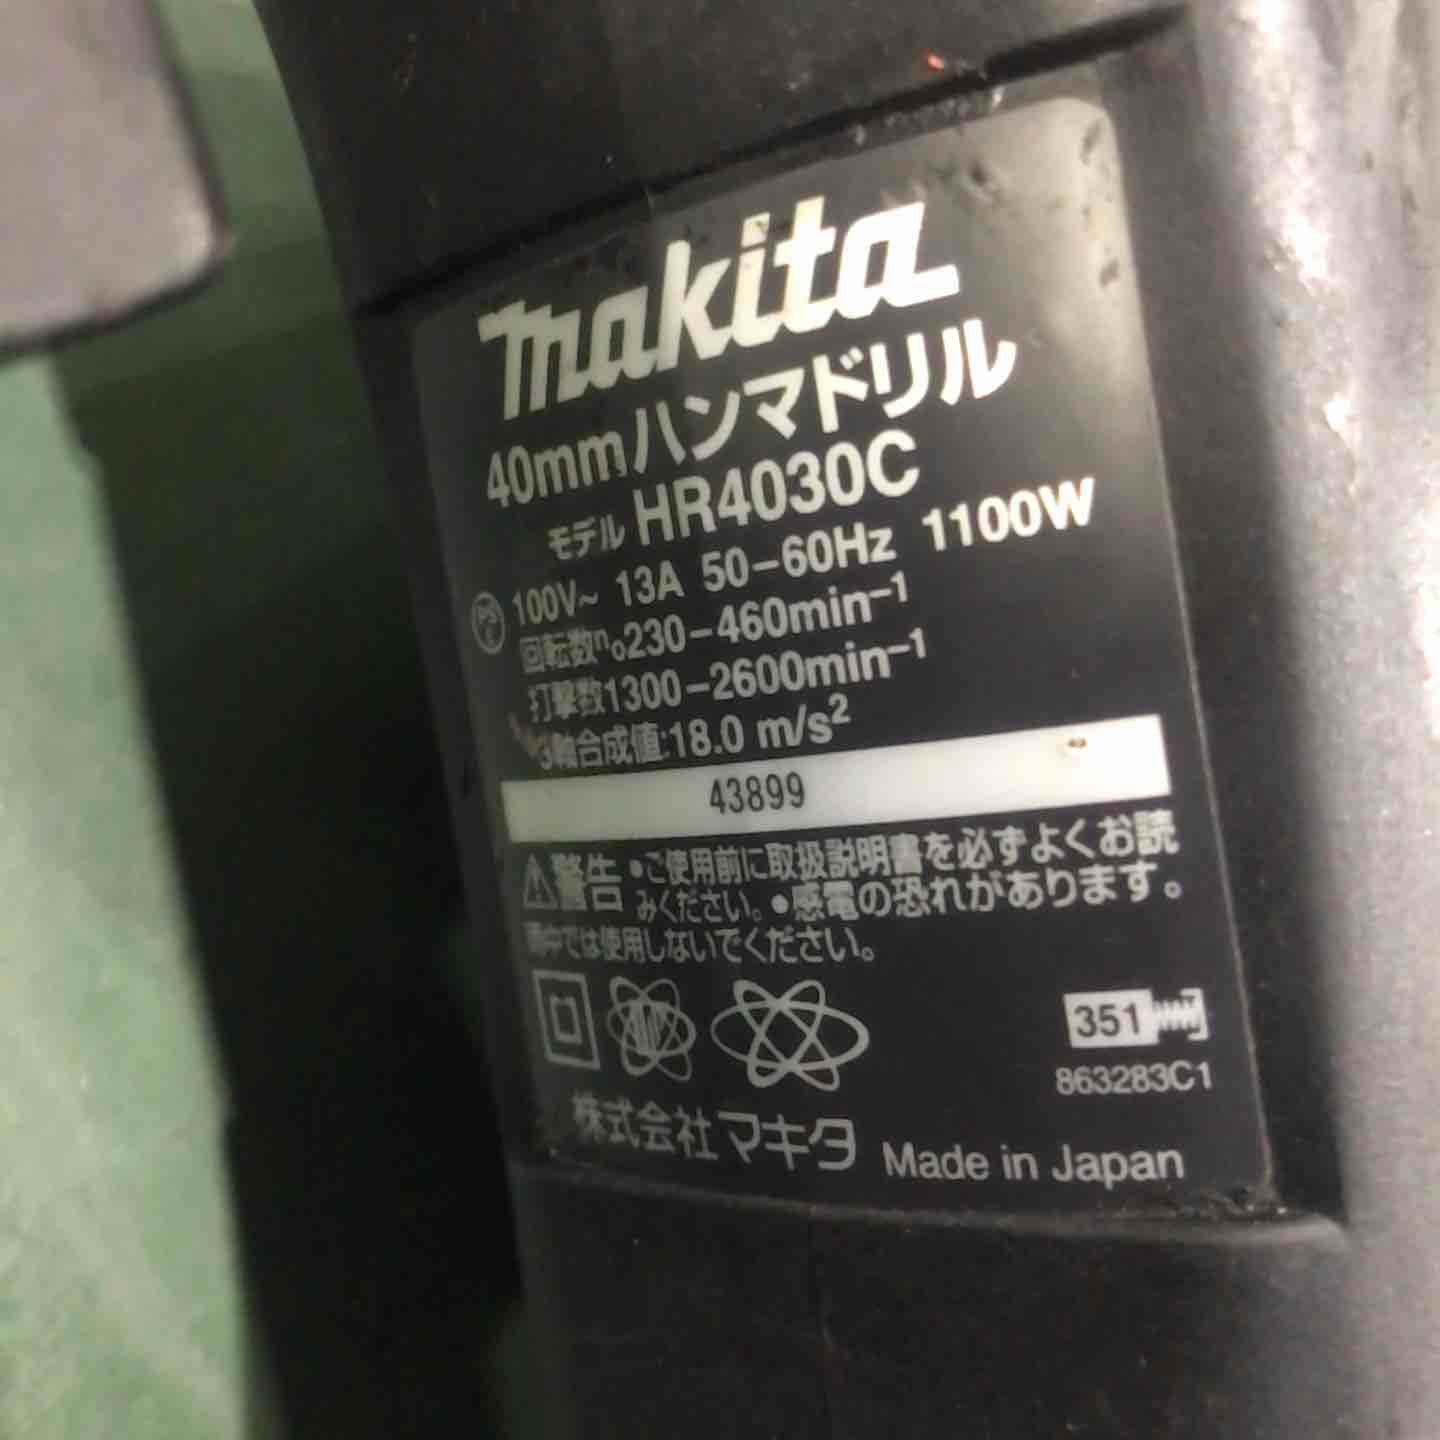 makita
40mmハンマドリル
モデル HR4030C
PS E 100V~ 13A 50-60Hz 1100W
回転数n₀230-460min⁻¹
打撃数1300-2600min⁻¹
3軸合成値:18.0 m/s²
43899
警告 •ご使用前に取扱説明書を必ずよくお読
みください。•感電の恐れがあります。
雨中では使用しないでください。
351
863283C1
株式会社マキタ Made in Japan